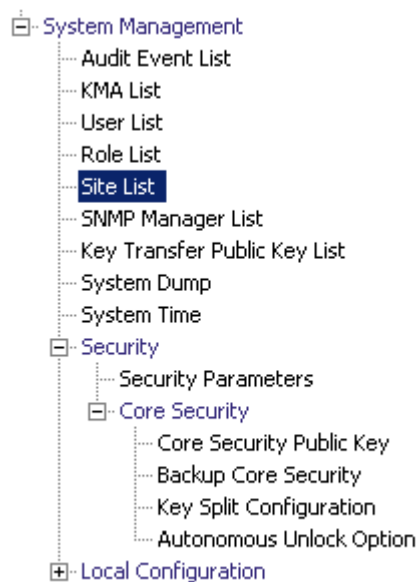 System Management
Audit Event List
KMA List
User List
Role List
Site List
SNMP Manager List
Key Transfer Public Key List
System Dump
System Time
Security
Security Parameters
Core Security
Core Security Public Key
Backup Core Security
Key Split Configuration
Autonomous Unlock Option
Local Configuration